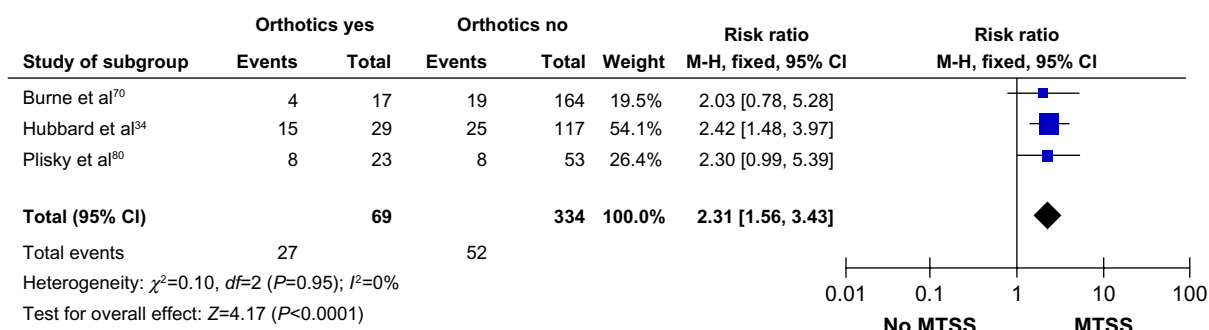 Orthotics yes Orthotics no Risk ratio Risk ratio
Study of subgroup Events Total Events Total Weight M-H, fixed, 95% CI M-H, fixed, 95% CI
Burne et al⁷⁰ 4 17 19 164 19.5% 2.03 [0.78, 5.28]
Hubbard et al³⁴ 15 29 25 117 54.1% 2.42 [1.48, 3.97]
Plisky et al⁸⁰ 8 23 8 53 26.4% 2.30 [0.99, 5.39]
Total (95% CI) 69 334 100.0% 2.31 [1.56, 3.43]
Total events 27 52
Heterogeneity: χ²=0.10, df=2 (P=0.95); I²=0%
Test for overall effect: Z=4.17 (P<0.0001)
0.01 0.1 1 10 100
No MTSS MTSS